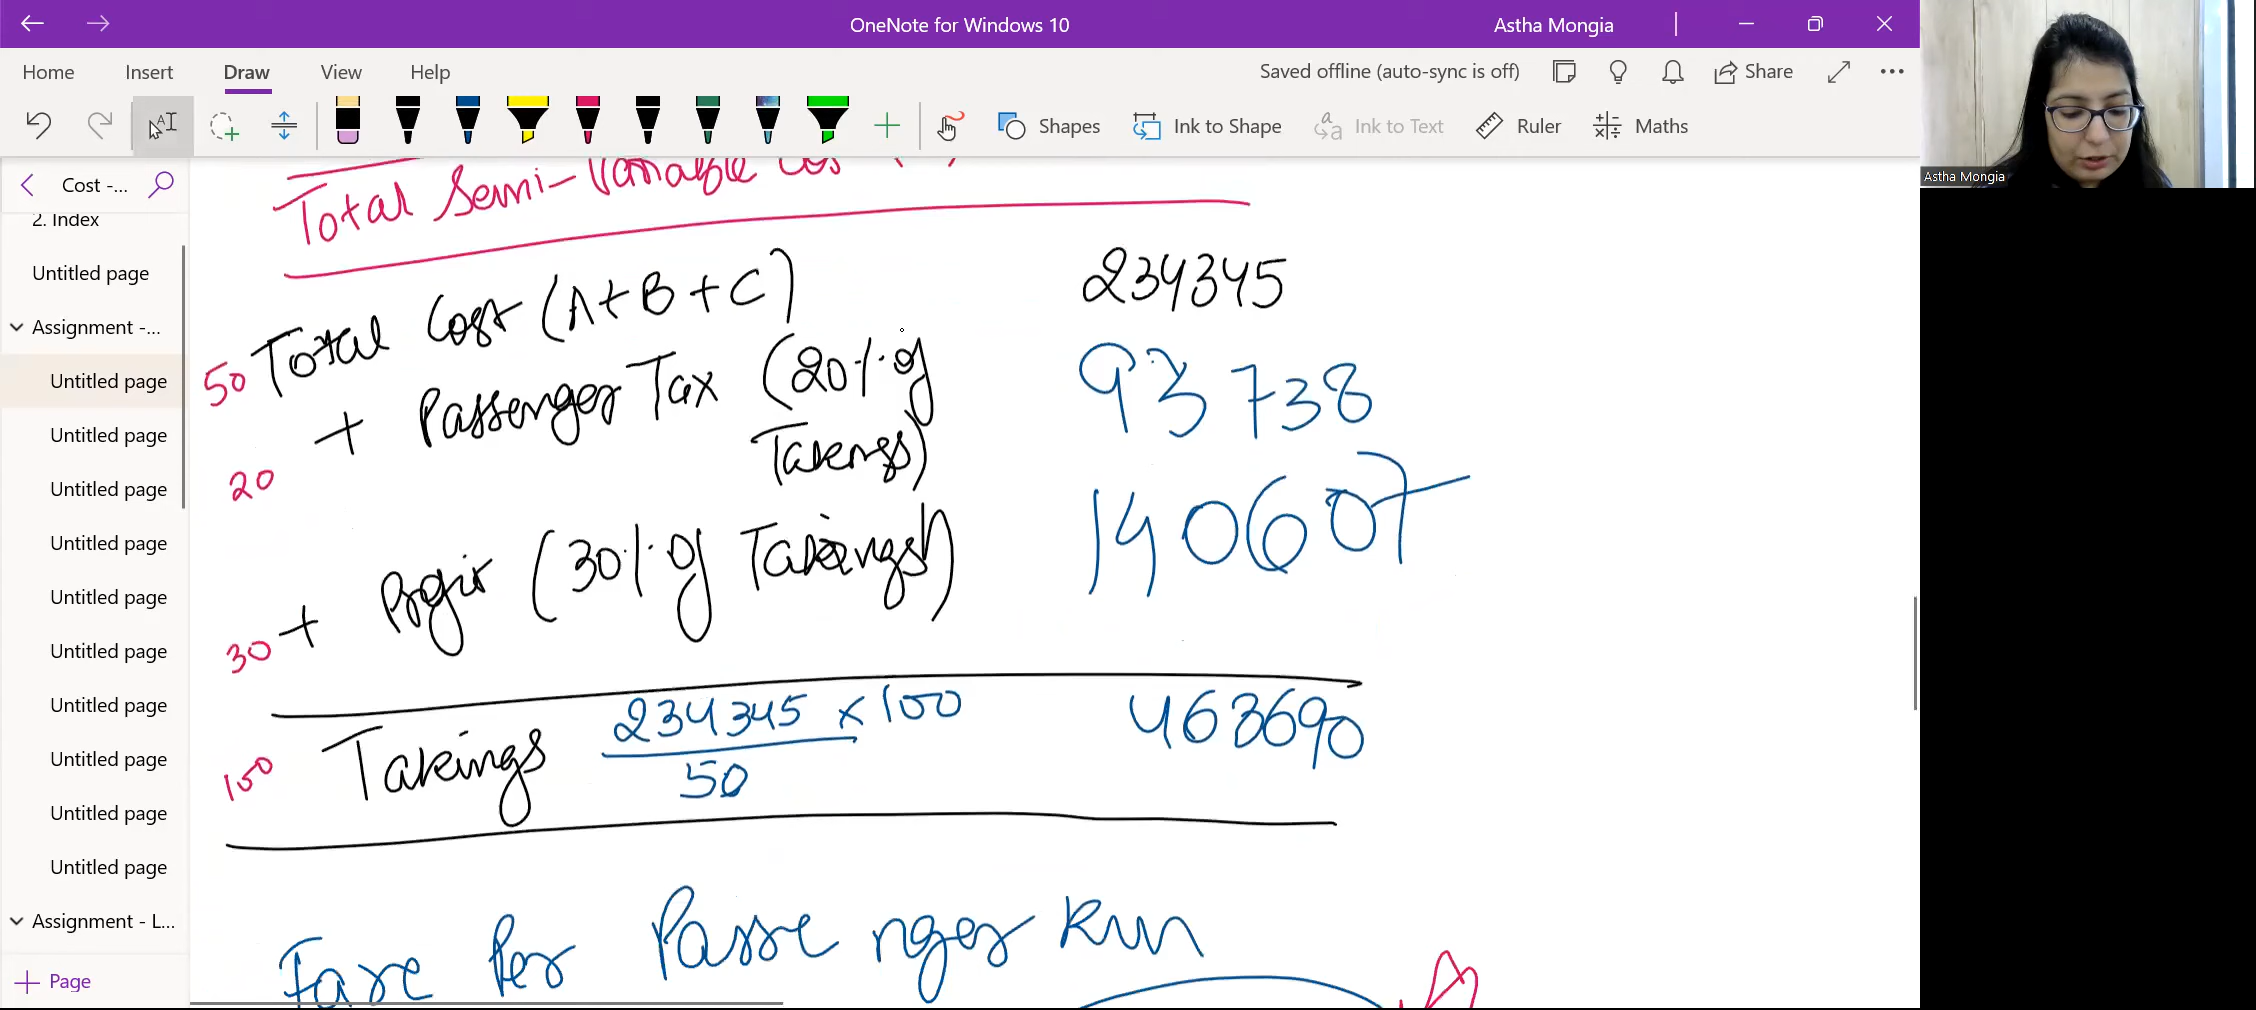 OneNote for Windows 10
Astha Mongia
Home Insert Draw View Help
Saved offline (auto-sync is off) Share
Shapes Ink to Shape Ink to Text Ruler Maths
Cost -...
2. Index
Untitled page
Assignment -...
Untitled page
Untitled page
Untitled page
Untitled page
Untitled page
Untitled page
Untitled page
Untitled page
Untitled page
Untitled page
Assignment - L...
Page
Astha Mongia
Total Semi-Variable Cos
Total Cost (A+B+C) 234345
50
+ Passenger Tax (20% of Takings) 93738
20
+ Profit (30% of Takings) 140607
30
Takings 234345 x 100 463690
50
100
Fare Per Passenger km